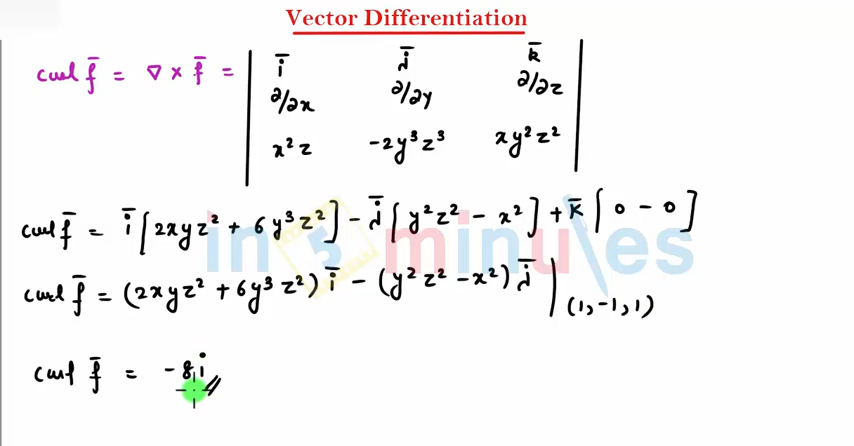 Vector Differentiation
curl f̄ = ∇ × f̄ = | ī j̄ k̄ |
∂/∂x ∂/∂y ∂/∂z
x²z -2y³z³ xy²z²
curl f̄ = ī [2xyz² + 6y³z²] - j̄ [y²z² - x²] + k̄ [0 - 0]
in 5 minutes
curl f̄ = (2xyz² + 6y³z²) ī - (y²z² - x²) j̄ |(1,-1,1)
curl f̄ = -8i